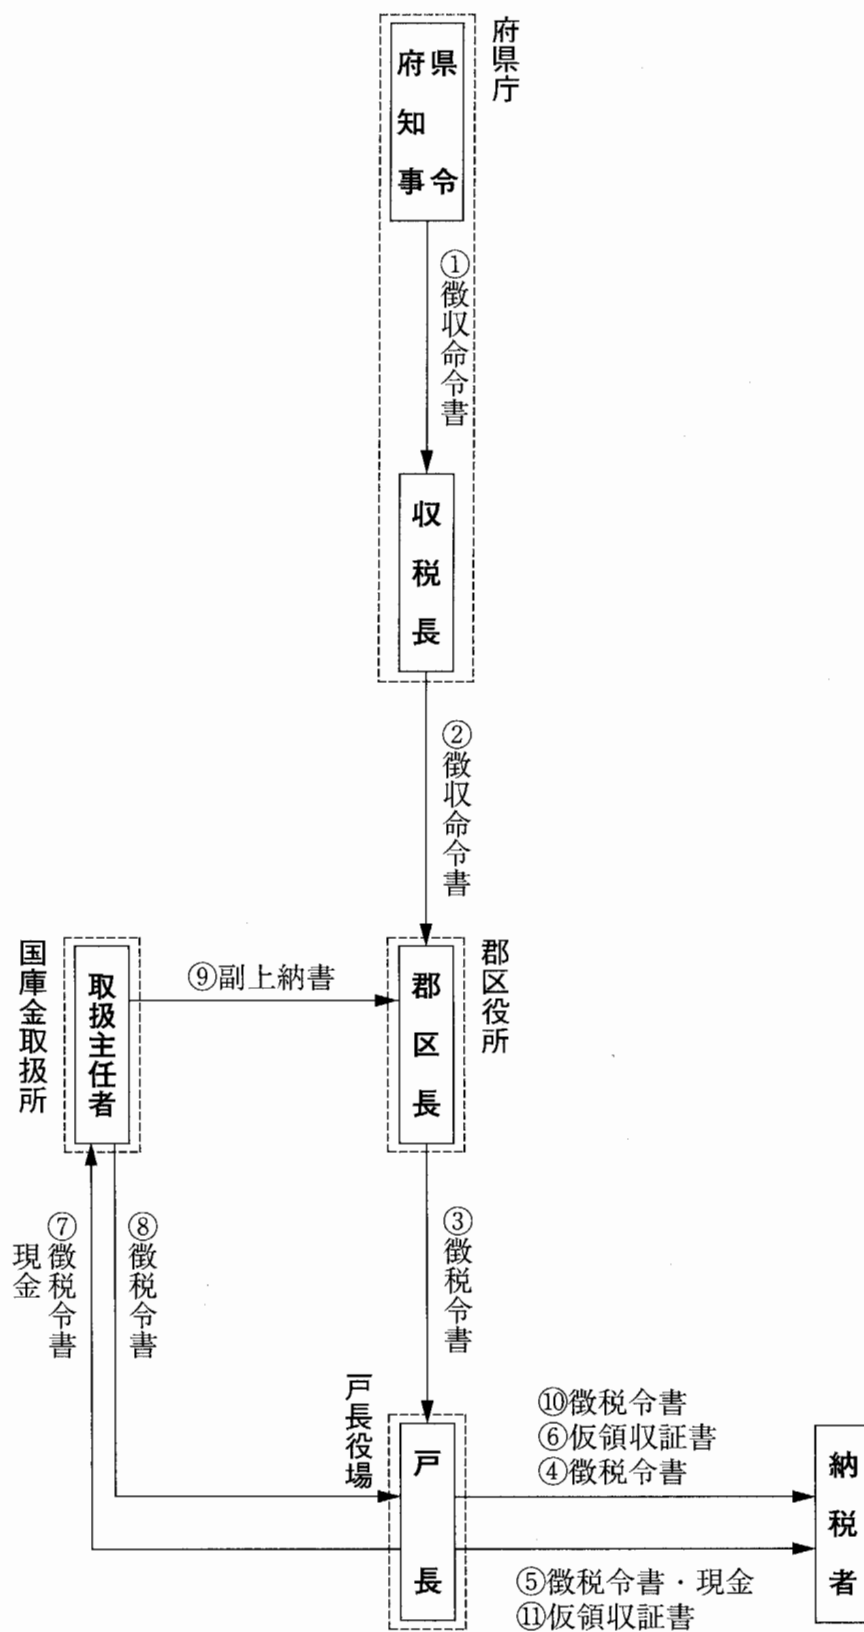 府県庁
府県
知
事令
①徴収命令書
収税長
②徴収命令書
郡区役所
郡区長
国庫金取扱所
取扱主任者
⑨副上納書
③徴税令書
⑦徴税令書
現金
⑧徴税令書
戸長役場
戸長
⑩徴税令書
⑥仮領収証書
④徴税令書
納税者
⑤徴税令書・現金
⑪仮領収証書